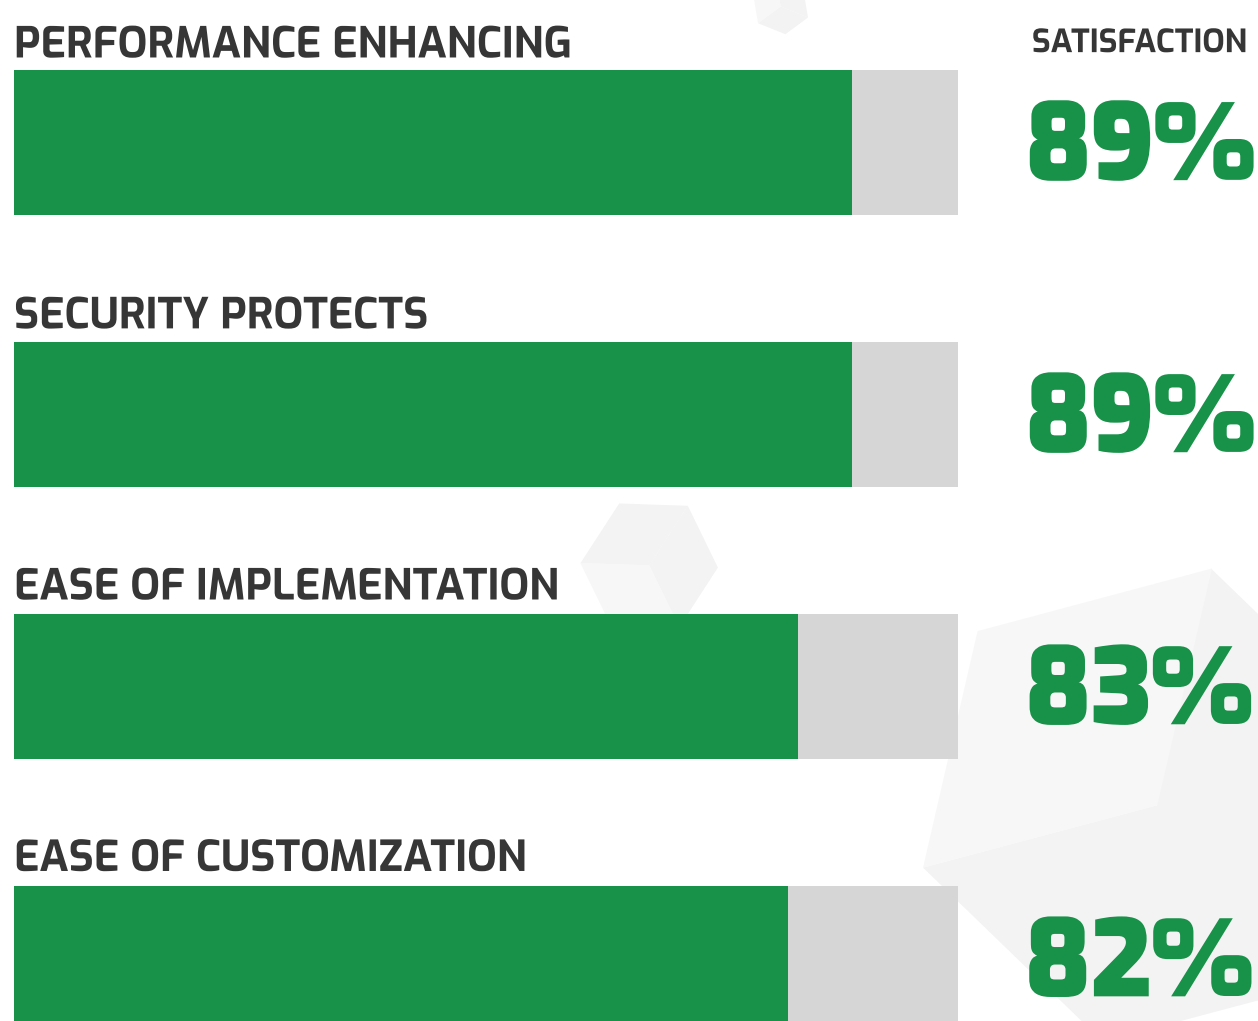 PERFORMANCE ENHANCING
SATISFACTION
89%
SECURITY PROTECTS
89%
EASE OF IMPLEMENTATION
83%
EASE OF CUSTOMIZATION
82%